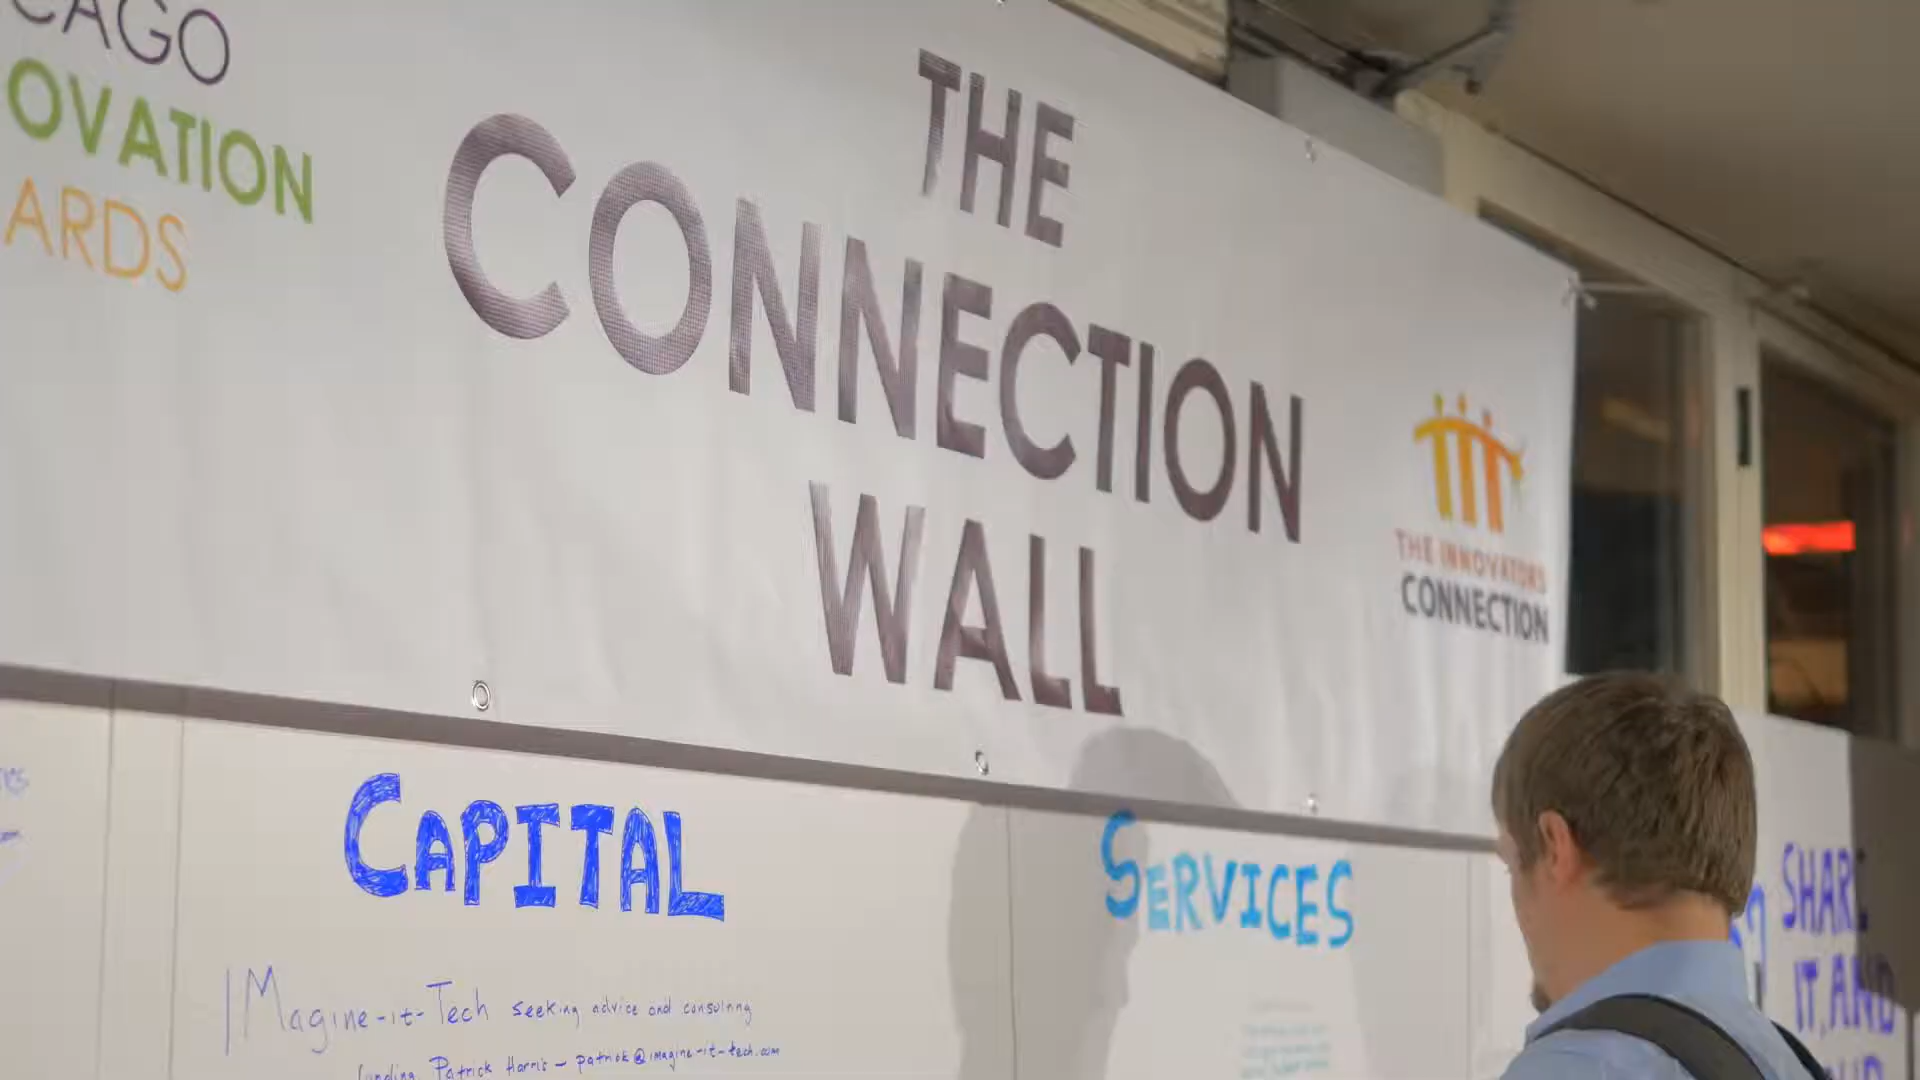 CAGO
OVATION
ARDS
THE
CONNECTION
WALL
THE INNOVATORS
CONNECTION
CAPITAL
IMagine-it-Tech seeking advice and consulting
funding. Patrick Harris – patrick@imagine-it-tech.com
SERVICES
SHARE
IT, AND